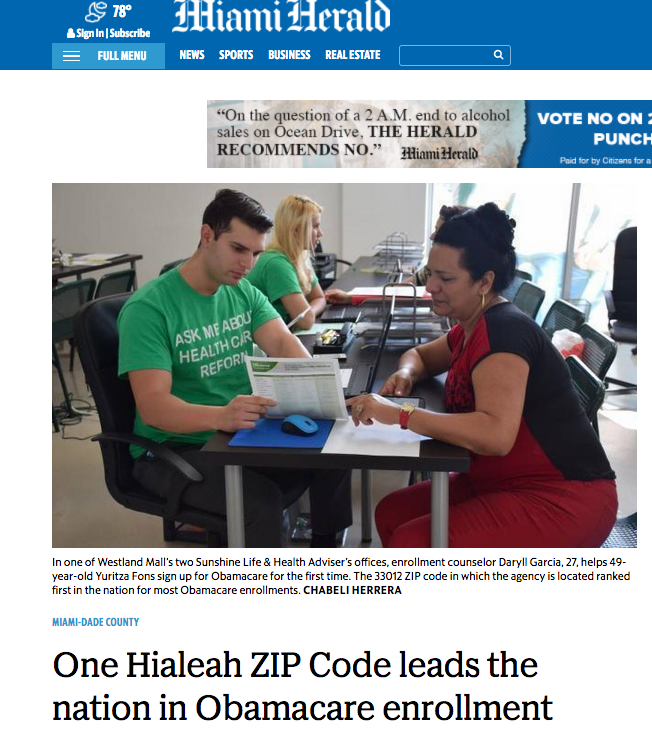 78°
Miami Herald
Sign In | Subscribe
FULL MENU
NEWS SPORTS BUSINESS REAL ESTATE
“On the question of a 2 A.M. end to alcohol
sales on Ocean Drive, THE HERALD
RECOMMENDS NO.” Miami Herald
VOTE NO ON
PUNCH
Paid for by Citizens for a
ASK ME ABOU
HEALTH CAR
REFORM
In one of Westland Mall's two Sunshine Life & Health Adviser's offices, enrollment counselor Daryll Garcia, 27, helps 49-
year-old Yuritza Fons sign up for Obamacare for the first time. The 33012 ZIP code in which the agency is located ranked
first in the nation for most Obamacare enrollments. CHABELI HERRERA
MIAMI-DADE COUNTY
One Hialeah ZIP Code leads the
nation in Obamacare enrollment